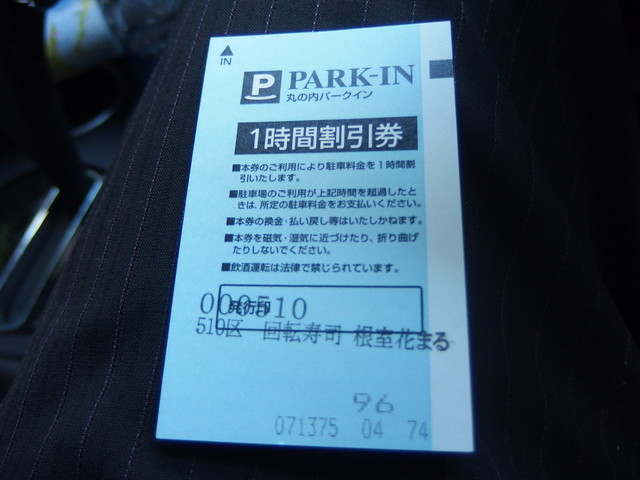 ▲
IN
P PARK-IN
丸の内パークイン
1時間割引券
■本券のご利用により駐車料金を1時間割
引いたします。
■駐車場のご利用が上記時間を超過したと
きは、所定の駐車料金をお支払いください。
■本券の換金・払い戻し等はいたしかねます。
■本券を磁気・湿気に近づけたり、折り曲げ
たりしないでください。
■飲酒運転は法律で禁じられています。
発行印
000510
510区 回転寿司 根室花まる
96
071375 04 74